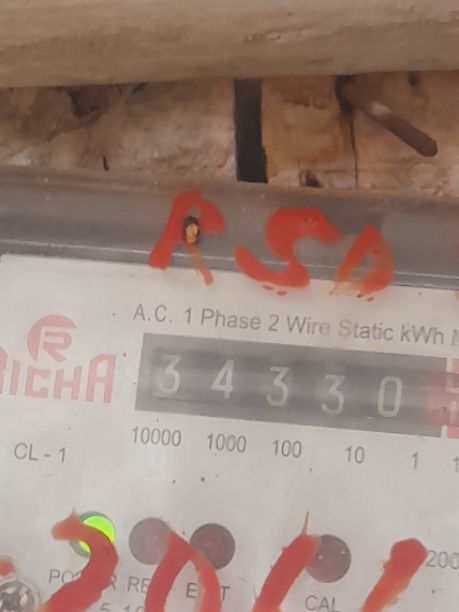 RSD
A.C. 1 Phase 2 Wire Static kWh
RICHA
3 4 3 3 0
10000 1000 100 10 1
CL - 1
200
CAL